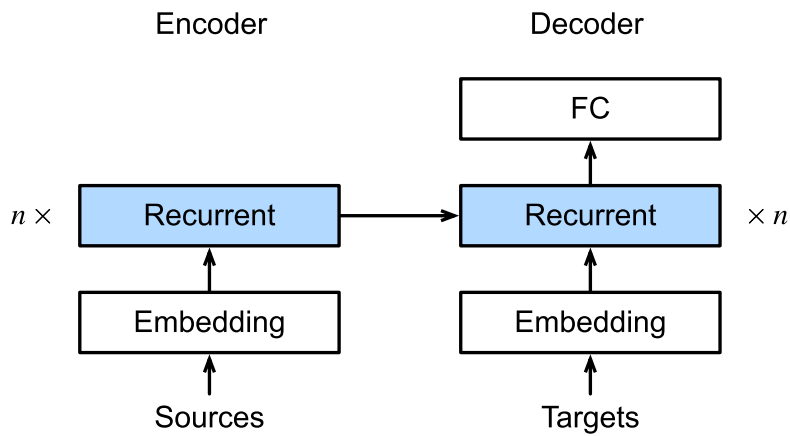 Encoder
Decoder
FC
n ×
Recurrent
Recurrent
× n
Embedding
Embedding
Sources
Targets